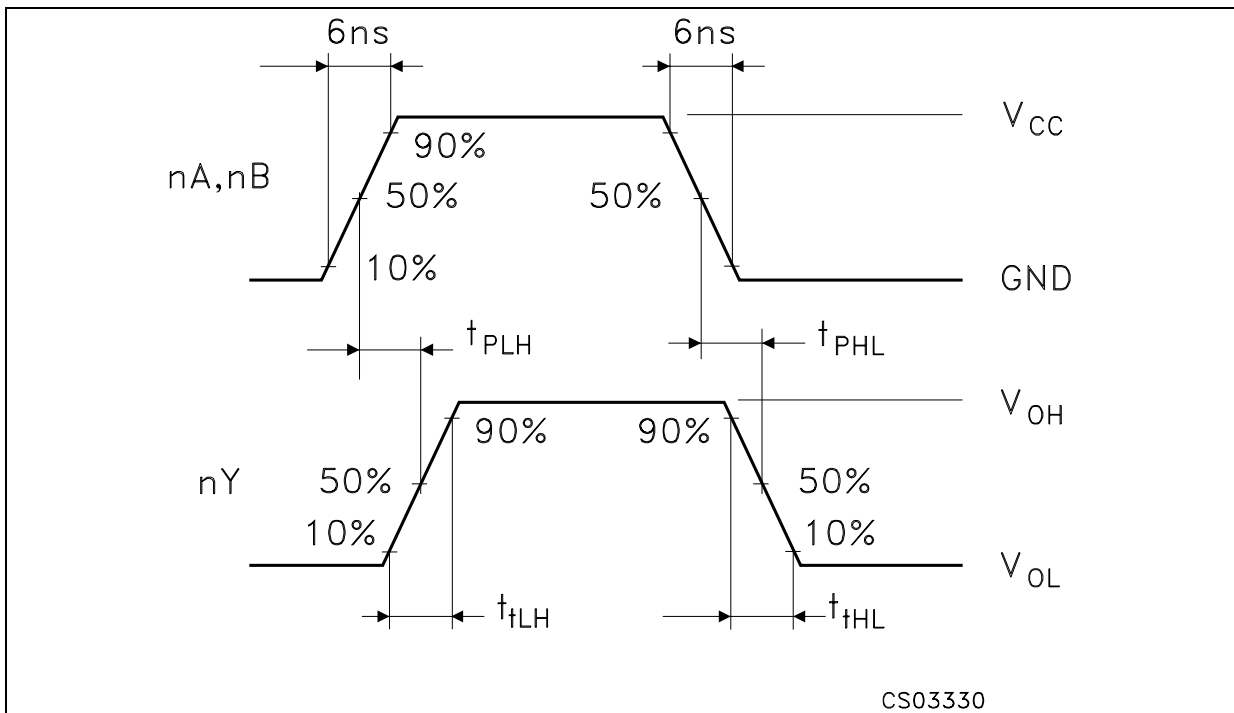 6ns 6ns
V_CC
90%
nA,nB 50% 50%
10% GND
t_PLH t_PHL
V_OH
90% 90%
nY 50% 50%
10% 10%
V_OL
t_tLH t_tHL
CS03330